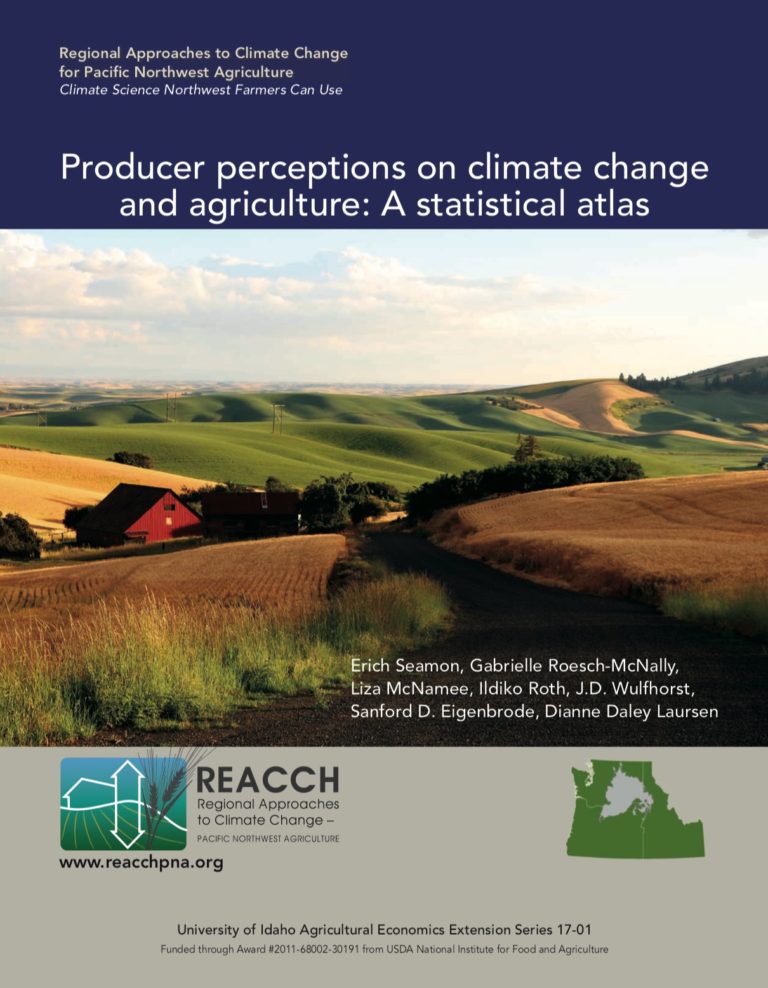 Regional Approaches to Climate Change
for Pacific Northwest Agriculture
Climate Science Northwest Farmers Can Use
Producer perceptions on climate change
and agriculture: A statistical atlas
Erich Seamon, Gabrielle Roesch-McNally,
Liza McNamee, Ildiko Roth, J.D. Wulfhorst,
Sanford D. Eigenbrode, Dianne Daley Laursen
REACCH
Regional Approaches
to Climate Change –
PACIFIC NORTHWEST AGRICULTURE
www.reacchpna.org
University of Idaho Agricultural Economics Extension Series 17-01
Funded through Award #2011-68002-30191 from USDA National Institute for Food and Agriculture